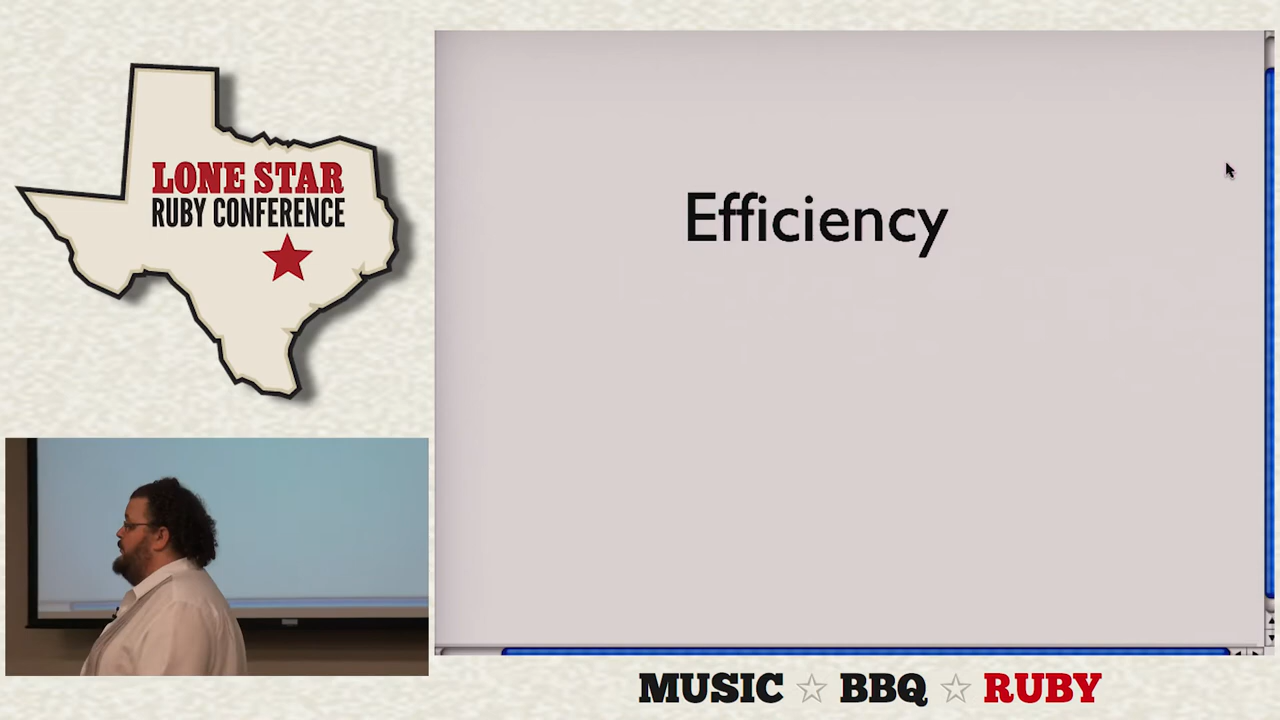 LONE STAR
RUBY CONFERENCE
Efficiency
MUSIC ☆ BBQ ☆ RUBY